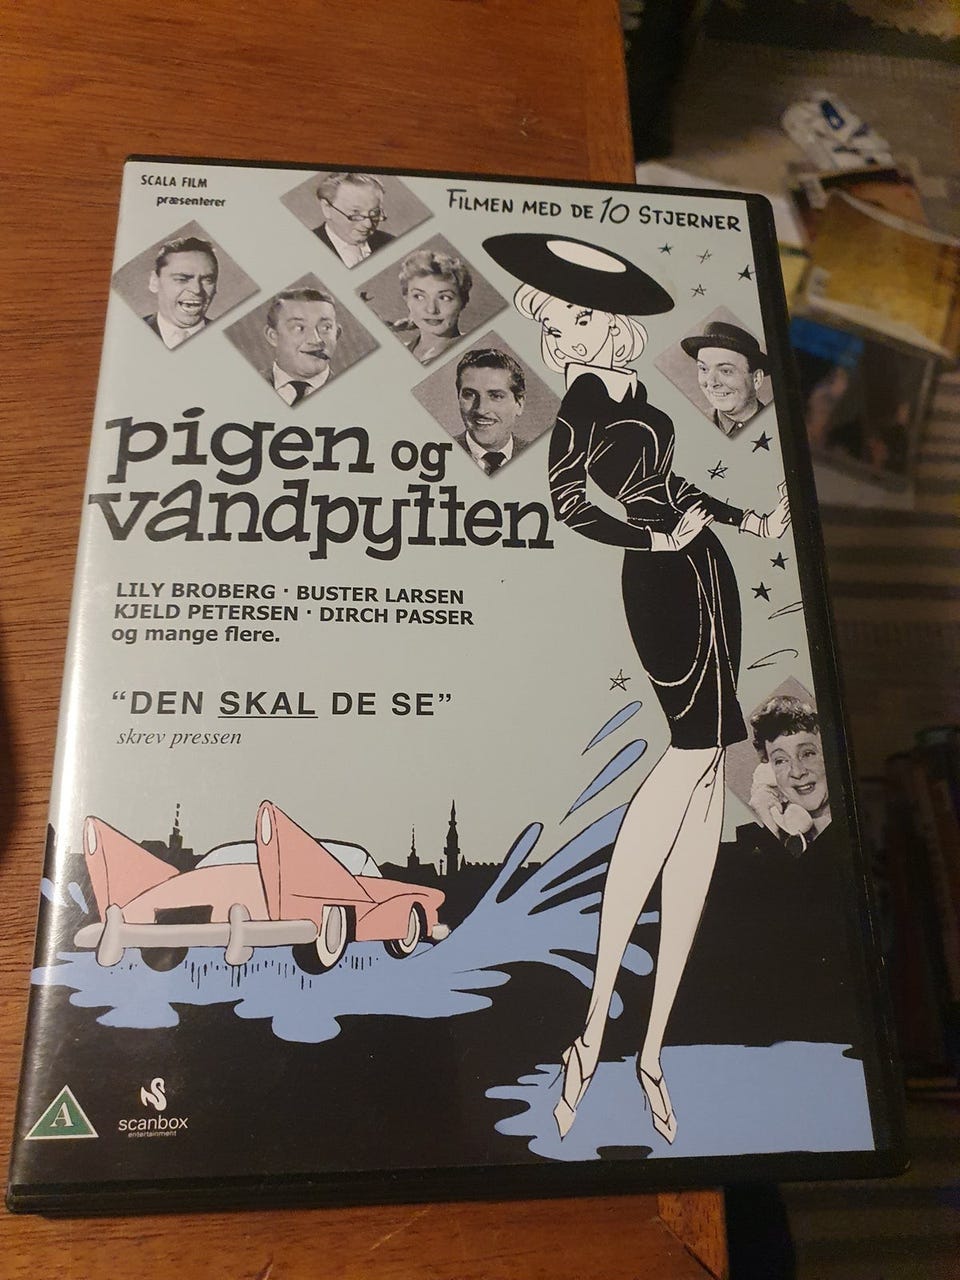 SCALA FILM
præsenterer
FILMEN MED DE 10 STJERNER
pigen og
vandpytten
LILY BROBERG · BUSTER LARSEN
KJELD PETERSEN · DIRCH PASSER
og mange flere.
“DEN SKAL DE SE”
skrev pressen
A
scanbox
entertainment